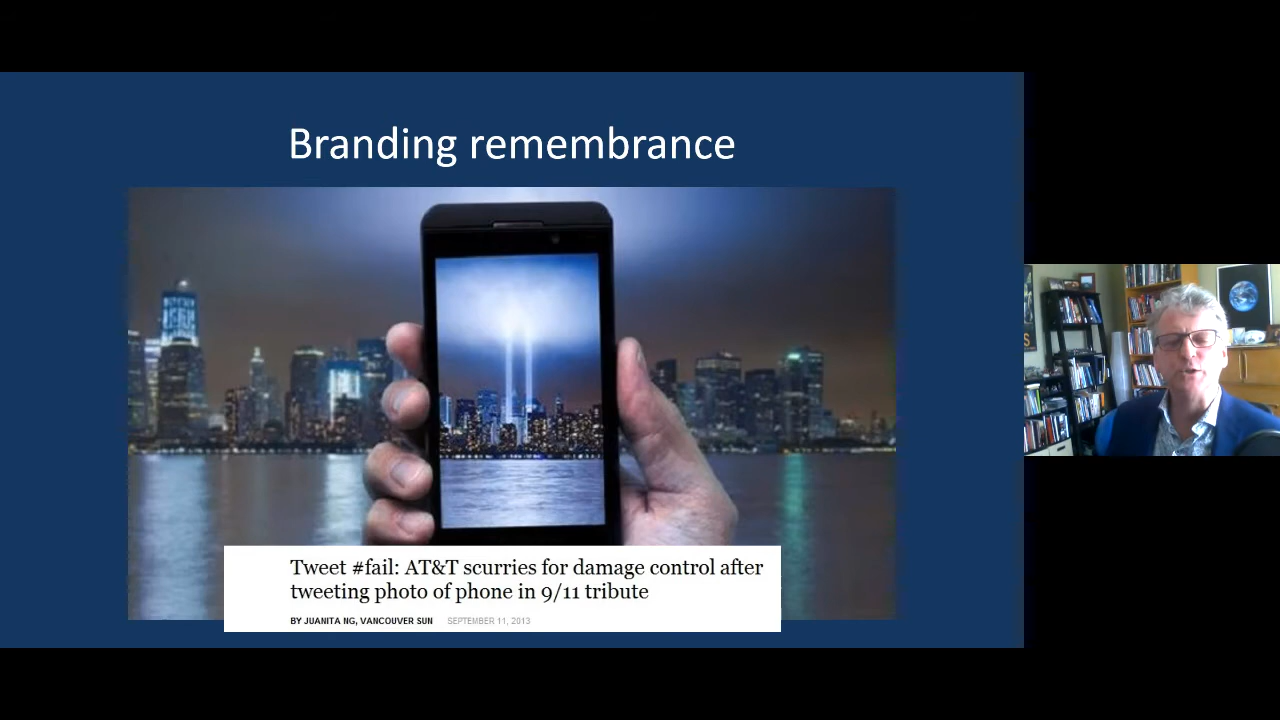 Branding remembrance
Tweet #fail: AT&T scurries for damage control after
tweeting photo of phone in 9/11 tribute
BY JUANITA NG, VANCOUVER SUN SEPTEMBER 11, 2013